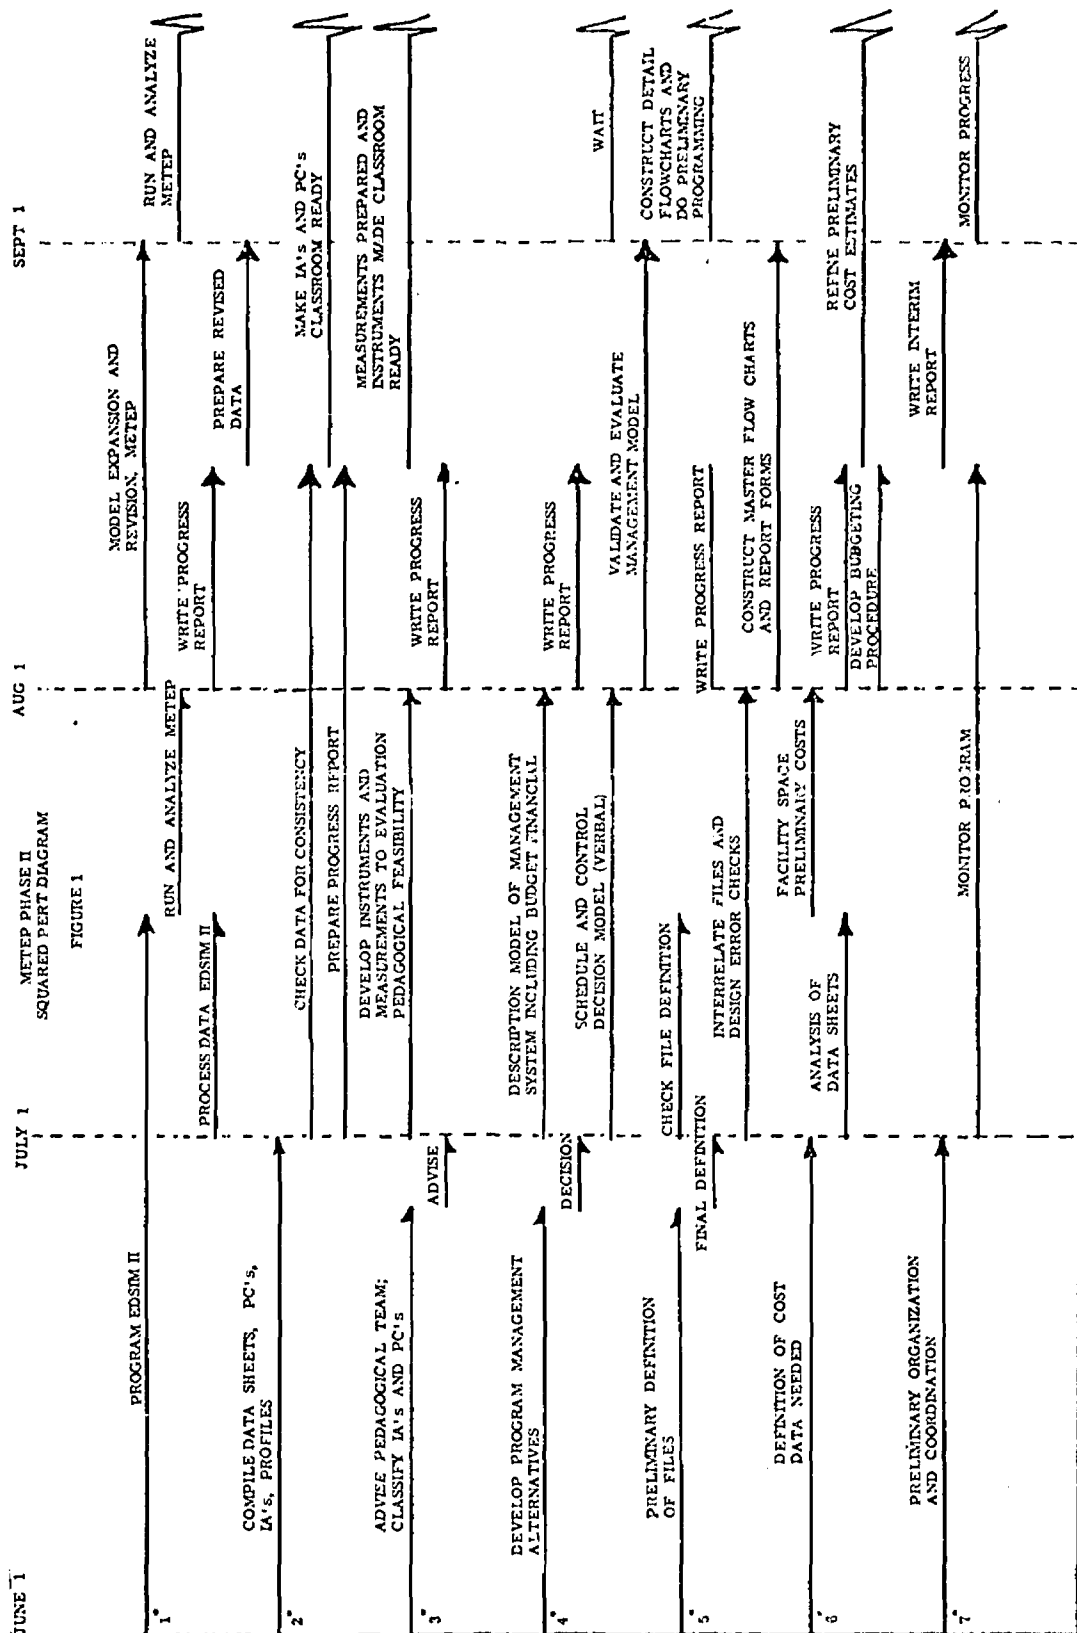 METEP PHASE II
SQUARED PERT DIAGRAM
FIGURE 1
JUNE 1
JULY 1
AUG 1
SEPT 1
1
PROGRAM EDSIM II
RUN AND ANALYZE METEP
MODEL EXPANSION AND
REVISION, METEP
RUN AND ANALYZE
METEP
PROCESS DATA EDSIM II
WRITE PROGRESS
REPORT
PREPARE REVISED
DATA
2
COMPILE DATA SHEETS, PC's,
IA's, PROFILES
CHECK DATA FOR CONSISTENCY
MAKE IA's AND PC's
CLASSROOM READY
PREPARE PROGRESS REPORT
3
ADVISE PEDAGOGICAL TEAM;
CLASSIFY IA's AND PC's
ADVISE
DEVELOP INSTRUMENTS AND
MEASUREMENTS TO EVALUATION
PEDAGOGICAL FEASIBILITY
WRITE PROGRESS
REPORT
MEASUREMENTS PREPARED AND
INSTRUMENTS MADE CLASSROOM
READY
4
DEVELOP PROGRAM MANAGEMENT
ALTERNATIVES
DECISION
DESCRIPTION MODEL OF MANAGEMENT
SYSTEM INCLUDING BUDGET FINANCIAL
SCHEDULE AND CONTROL
DECISION MODEL (VERBAL)
WRITE PROGRESS
REPORT
VALIDATE AND EVALUATE
MANAGEMENT MODEL
WAIT
5
PRELIMINARY DEFINITION
OF FILES
FINAL DEFINITION
CHECK FILE DEFINITION
INTERRELATE FILES AND
DESIGN ERROR CHECKS
WRITE PROGRESS REPORT
CONSTRUCT MASTER FLOW CHARTS
AND REPORT FORMS
CONSTRUCT DETAIL
FLOWCHARTS AND
DO PRELIMINARY
PROGRAMMING
6
DEFINITION OF COST
DATA NEEDED
ANALYSIS OF
DATA SHEETS
FACILITY SPACE
PRELIMINARY COSTS
WRITE PROGRESS
REPORT
DEVELOP BUDGETING
PROCEDURE
REFINE PRELIMINARY
COST ESTIMATES
7
PRELIMINARY ORGANIZATION
AND COORDINATION
MONITOR PROGRAM
WRITE INTERIM
REPORT
MONITOR PROGRESS